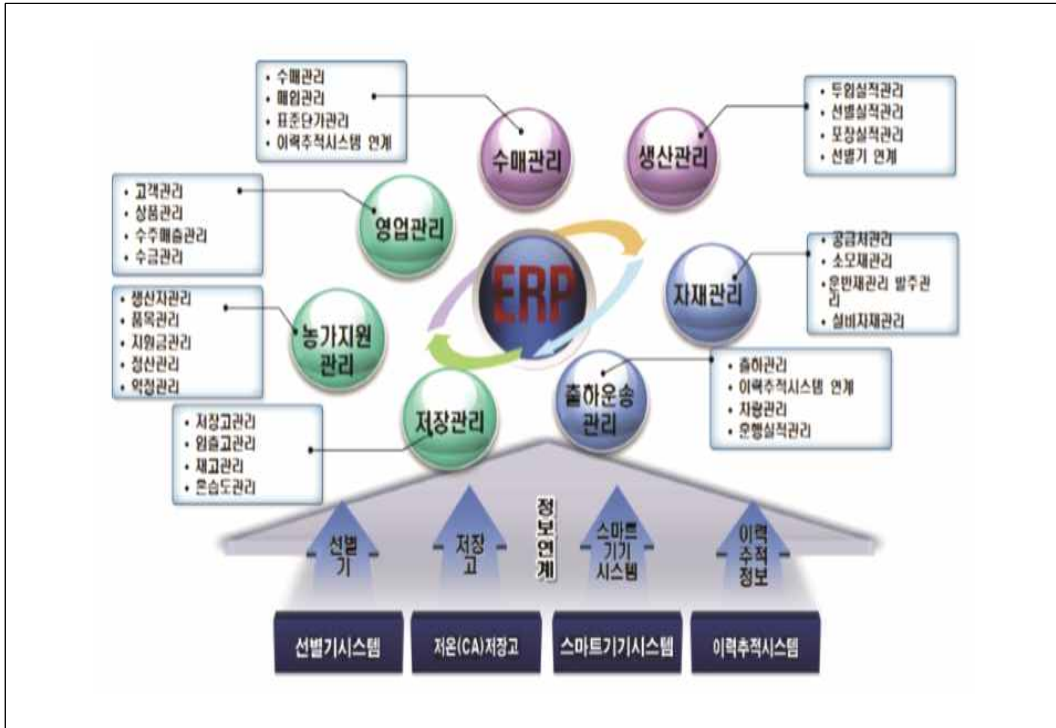 • 수매관리
• 매입관리
• 표준단가관리
• 이력추적시스템 연계
수매관리
생산관리
• 투입실적관리
• 선별실적관리
• 포장실적관리
• 선별기 연계
• 고객관리
• 상품관리
• 수주매출관리
• 수금관리
영업관리
ERP
자재관리
• 공급처관리
• 소모재관리
• 운반재관리 발주관
리
• 설비자재관리
• 생산자관리
• 품목관리
• 지원금관리
• 정산관리
• 약정관리
농가지원
관리
저장관리
출하운송
관리
• 출하관리
• 이력추적시스템 연계
• 차량관리
• 운행실적관리
• 저장고관리
• 입출고관리
• 재고관리
• 온습도관리
선별
기
저장
고
정보연계
스마트
기기
시스템
이력
추적
정보
선별기시스템
저온(CA)저장고
스마트기기시스템
이력추적시스템